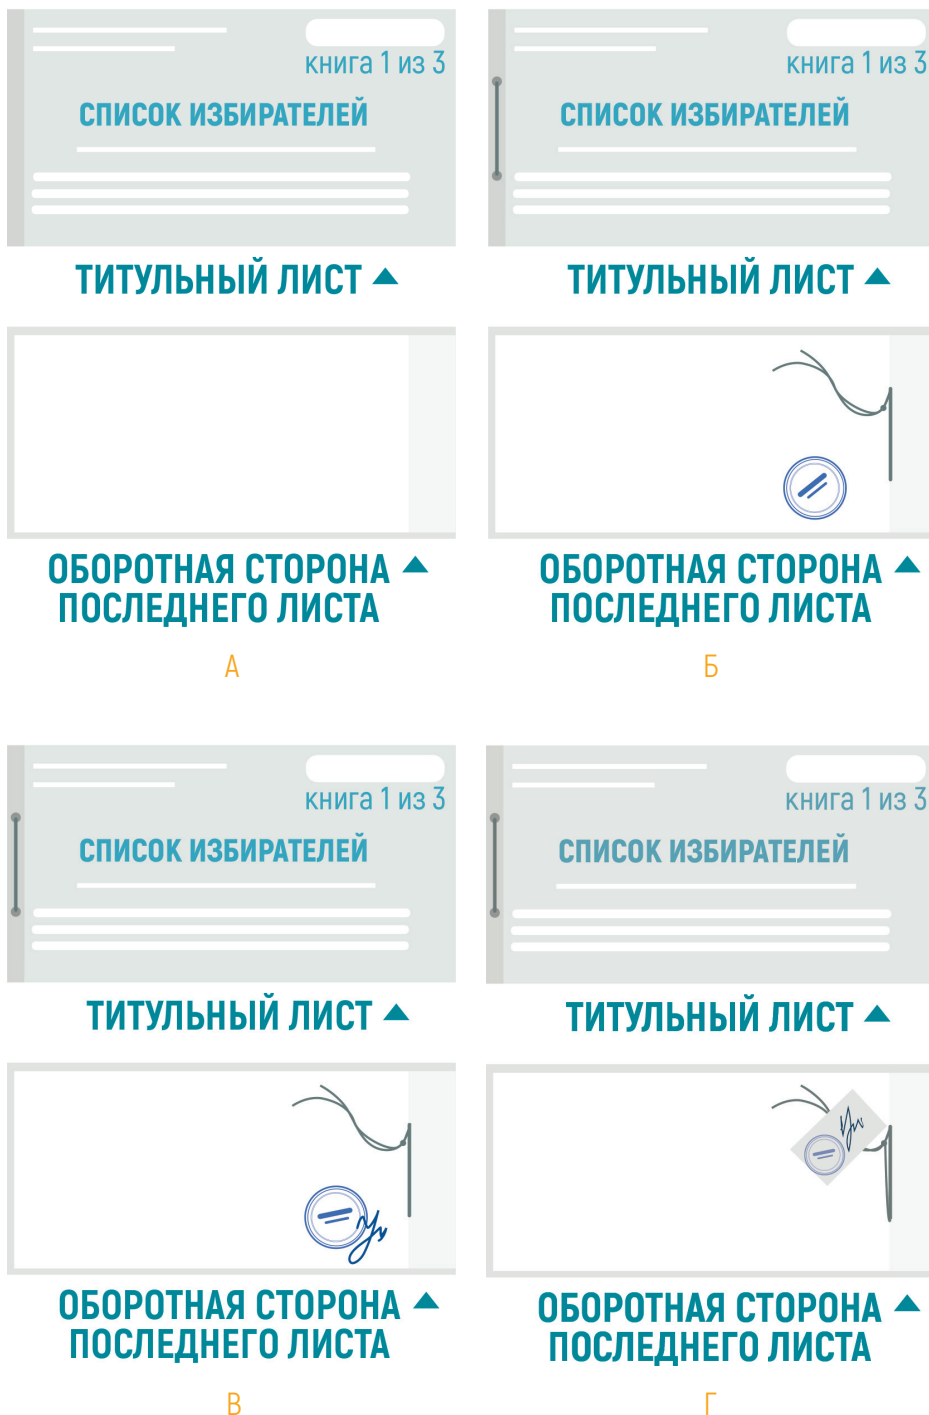 книга 1 из 3
СПИСОК ИЗБИРАТЕЛЕЙ
ТИТУЛЬНЫЙ ЛИСТ
ОБОРОТНАЯ СТОРОНА
ПОСЛЕДНЕГО ЛИСТА
А
книга 1 из 3
СПИСОК ИЗБИРАТЕЛЕЙ
ТИТУЛЬНЫЙ ЛИСТ
ОБОРОТНАЯ СТОРОНА
ПОСЛЕДНЕГО ЛИСТА
Б
книга 1 из 3
СПИСОК ИЗБИРАТЕЛЕЙ
ТИТУЛЬНЫЙ ЛИСТ
ОБОРОТНАЯ СТОРОНА
ПОСЛЕДНЕГО ЛИСТА
В
книга 1 из 3
СПИСОК ИЗБИРАТЕЛЕЙ
ТИТУЛЬНЫЙ ЛИСТ
ОБОРОТНАЯ СТОРОНА
ПОСЛЕДНЕГО ЛИСТА
Г